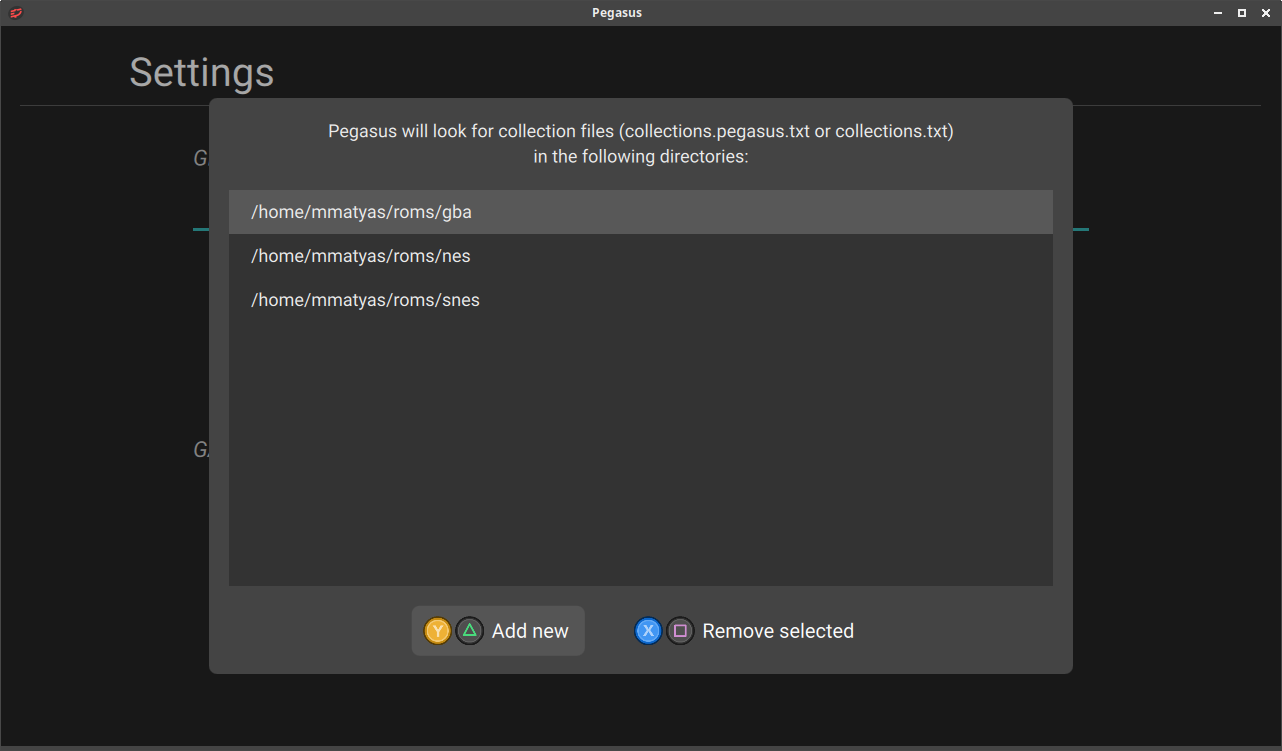 Pegasus
Settings
Pegasus will look for collection files (collections.pegasus.txt or collections.txt)
in the following directories:
/home/mmatyas/roms/gba
/home/mmatyas/roms/nes
/home/mmatyas/roms/snes
Y Add new
X Remove selected